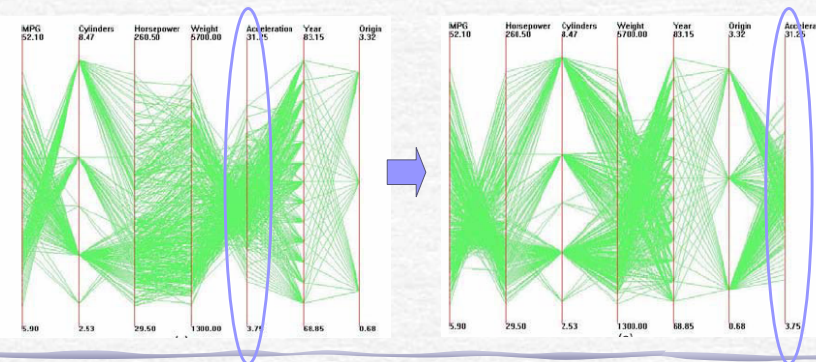 MPG Cylinders Horsepower Weight Acceleration Year Origin
52.10 8.47 260.50 5700.00 31.25 83.15 3.32
5.90 2.53 29.50 1300.00 3.75 68.85 0.68
MPG Horsepower Cylinders Weight Year Origin Accelera
52.10 260.50 8.47 5700.00 83.15 3.32 31.25
5.90 29.50 2.53 1300.00 68.85 0.68 3.75